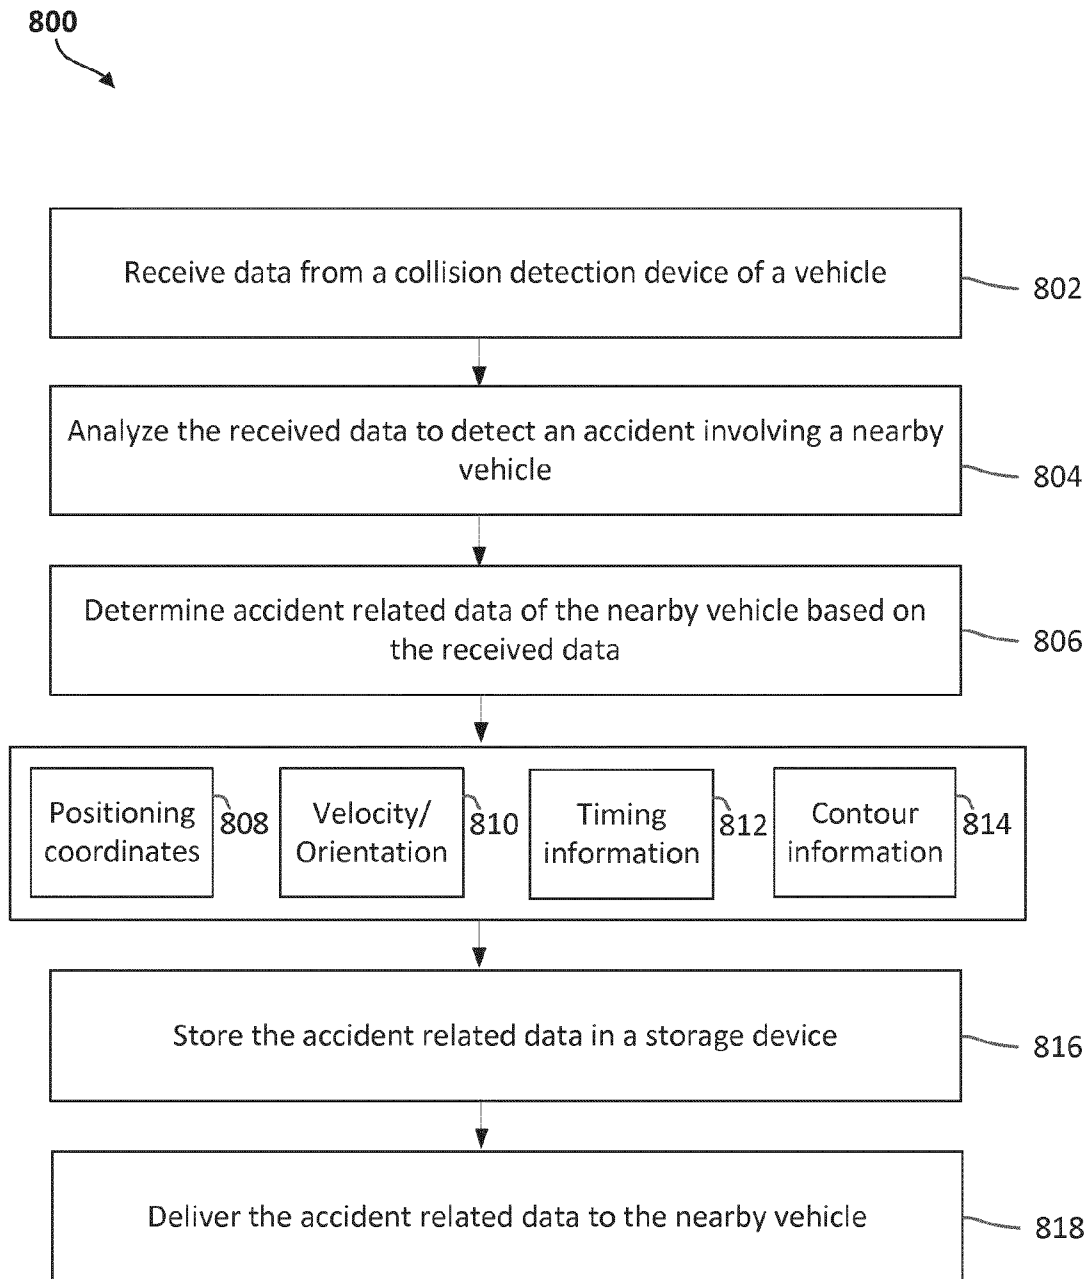 800
Receive data from a collision detection device of a vehicle
802
Analyze the received data to detect an accident involving a nearby
vehicle
804
Determine accident related data of the nearby vehicle based on
the received data
806
Positioning
coordinates
808
Velocity/
Orientation
810
Timing
information
812
Contour
information
814
Store the accident related data in a storage device
816
Deliver the accident related data to the nearby vehicle
818